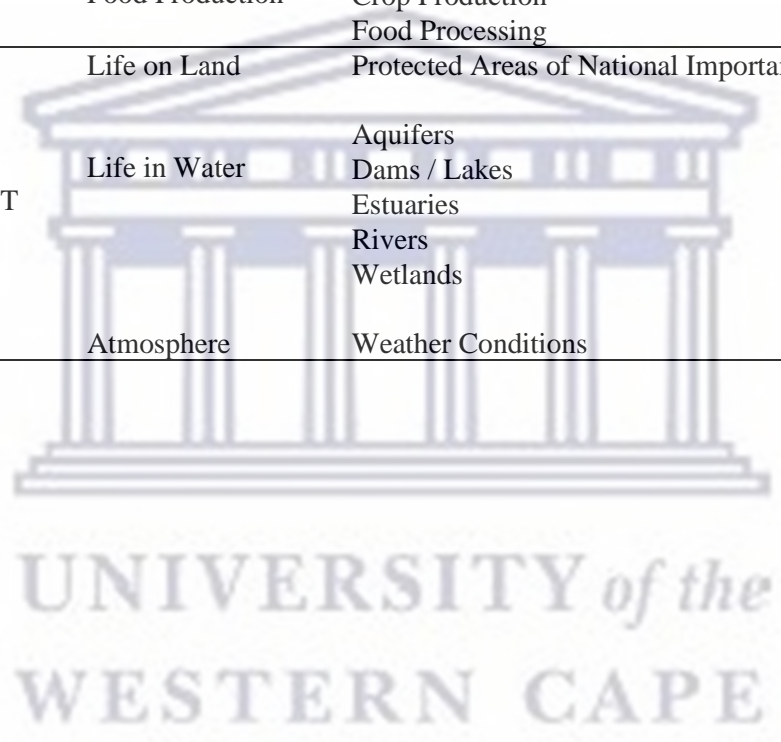 Food Production Crop Production
Food Processing
Life on Land Protected Areas of National
Aquifers
Life in Water Dams / Lakes
T
Estuaries
Rivers
Wetlands
Atmosphere Weather Conditions
UNIVERSITY of the
WESTERN CAPE